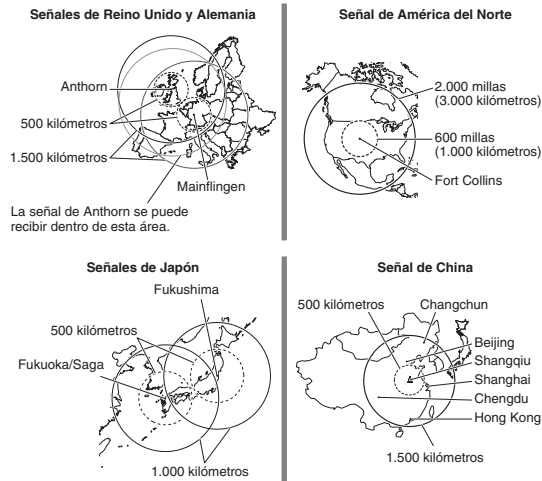 Señales de Reino Unido y Alemania
Anthorn
500 kilómetros
1.500 kilómetros
Mainflingen
La señal de Anthorn se puede
recibir dentro de esta área.
Señal de América del Norte
2.000 millas
(3.000 kilómetros)
600 millas
(1.000 kilómetros)
Fort Collins
Señales de Japón
Fukushima
500 kilómetros
Fukuoka/Saga
1.000 kilómetros
Señal de China
500 kilómetros
Changchun
Beijing
Shangqiu
Shanghai
Chengdu
Hong Kong
1.500 kilómetros